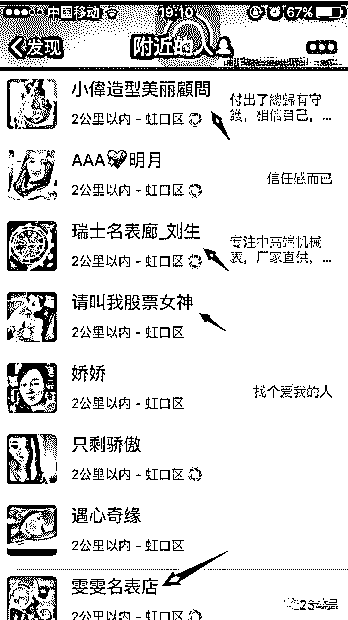 中国移动 19:10 67%
发现 附近的人
小偉造型美丽顧問
2公里以内 - 虹口区
付出了總歸有守
護，相信自己，...
AAA 明月
2公里以内 - 虹口区
信任感而已
瑞士名表廊_刘生
2公里以内 - 虹口区
专注中高端机械
表，厂家直供，...
请叫我股票女神
2公里以内 - 虹口区
娇娇
2公里以内 - 虹口区
找个爱我的人
只剩骄傲
2公里以内 - 虹口区
遇心奇缘
2公里以内 - 虹口区
雯雯名表店
2公里以内 - 虹口区